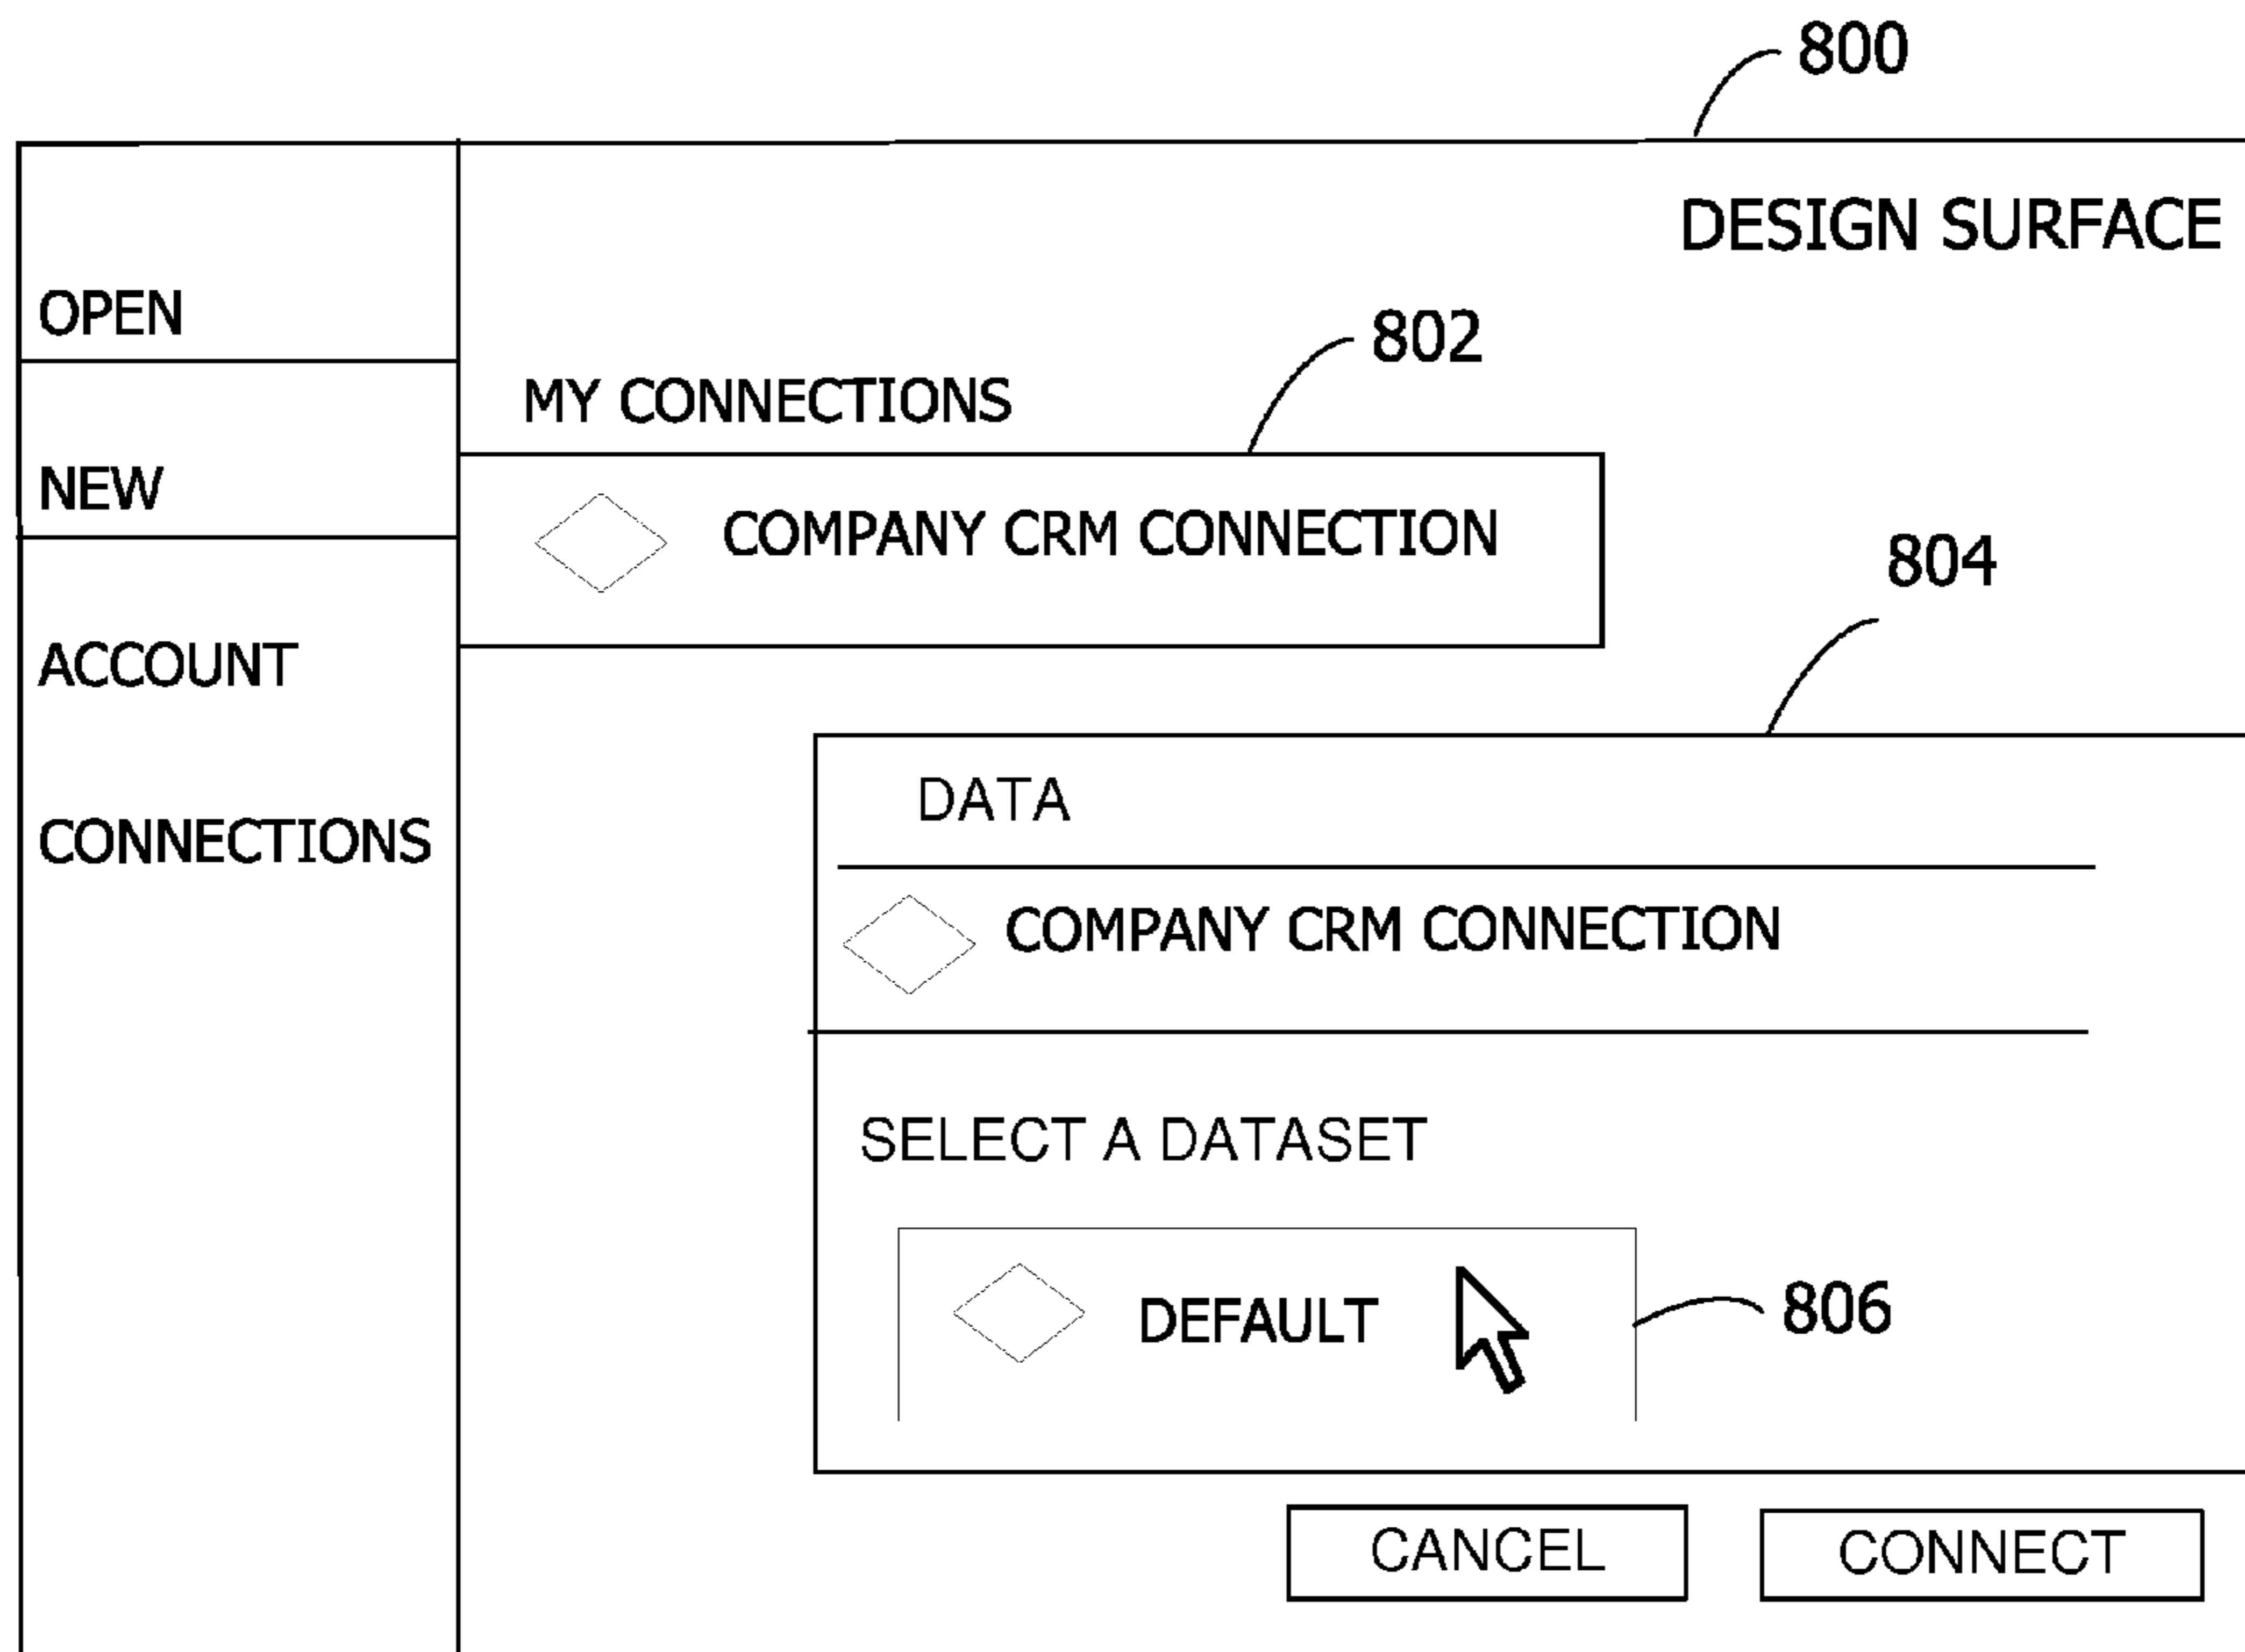 800
DESIGN SURFACE
OPEN
802
MY CONNECTIONS
NEW
COMPANY CRM CONNECTION
804
ACCOUNT
DATA
CONNECTIONS
COMPANY CRM CONNECTION
SELECT A DATASET
DEFAULT
806
CANCEL
CONNECT